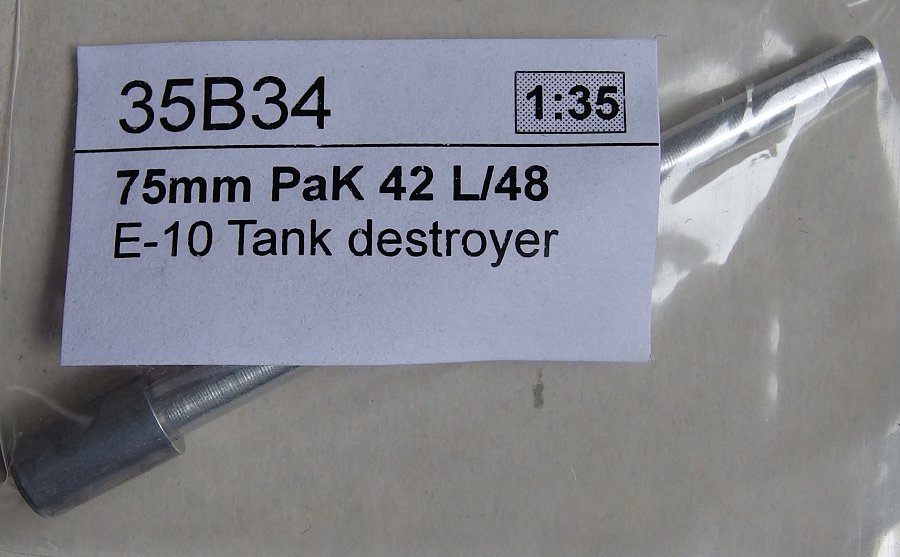 35B34
1:35
75mm PaK 42 L/48
E-10 Tank destroyer